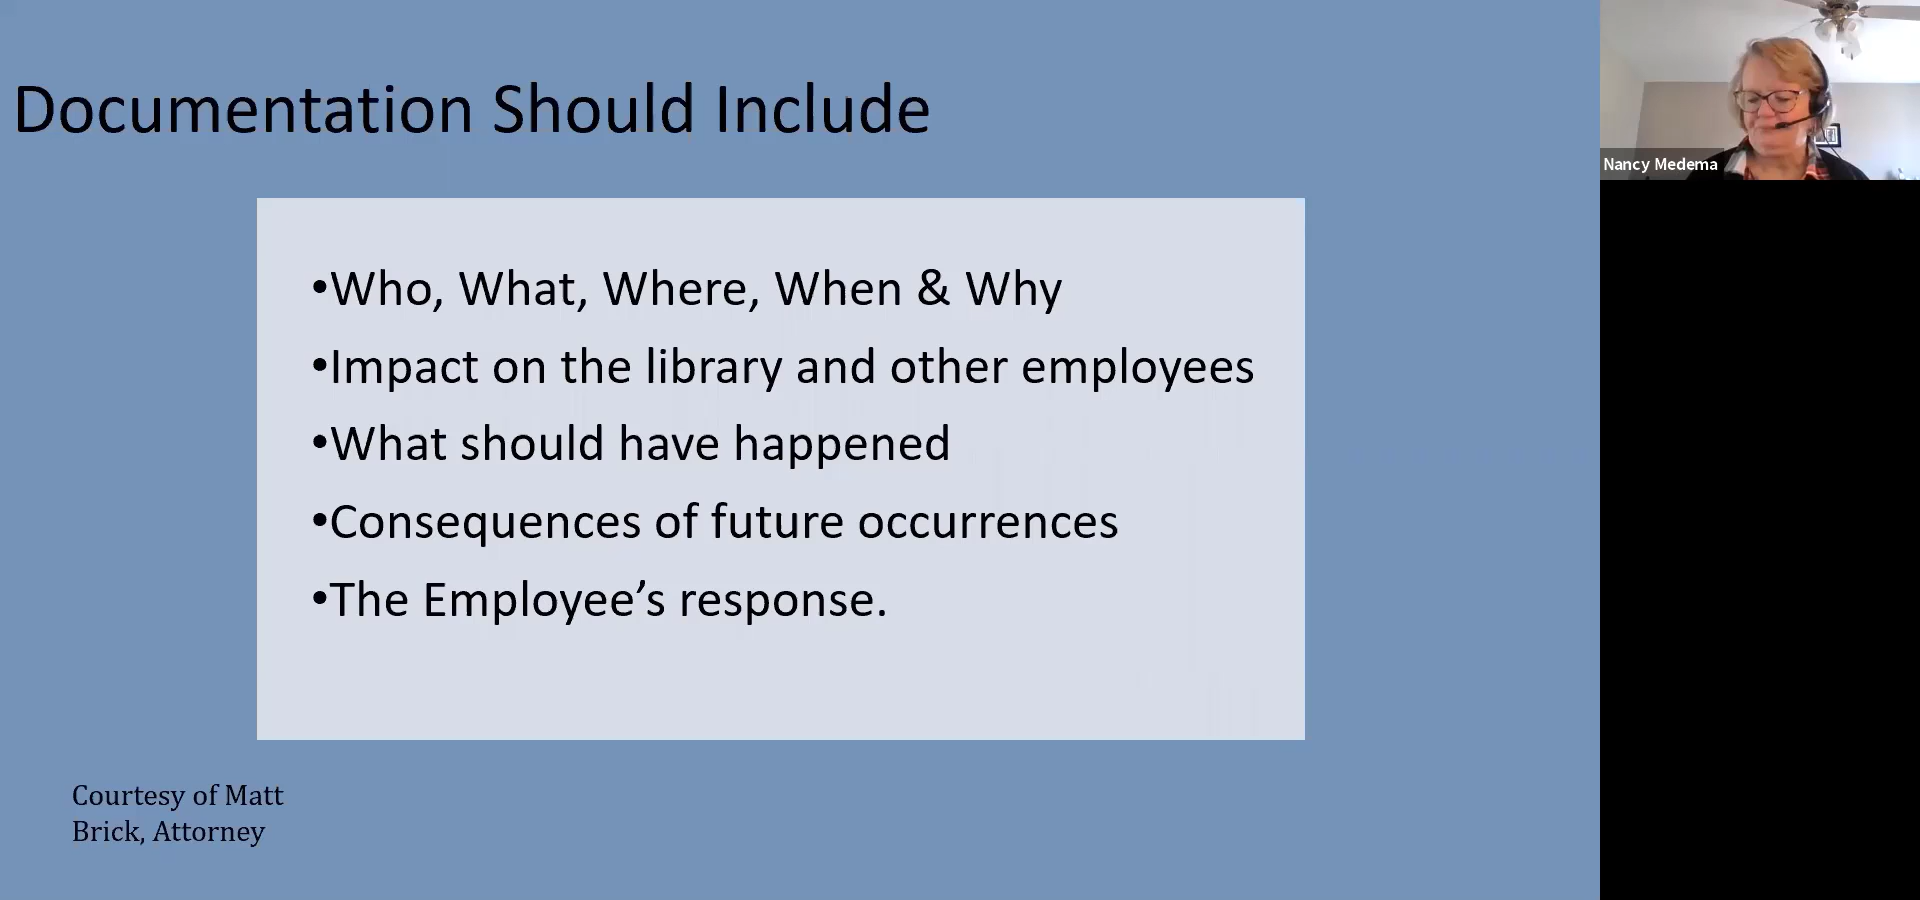 Documentation Should Include
•Who, What, Where, When & Why
•Impact on the library and other employees
•What should have happened
•Consequences of future occurrences
•The Employee’s response.
Courtesy of Matt
Brick, Attorney
Nancy Medema